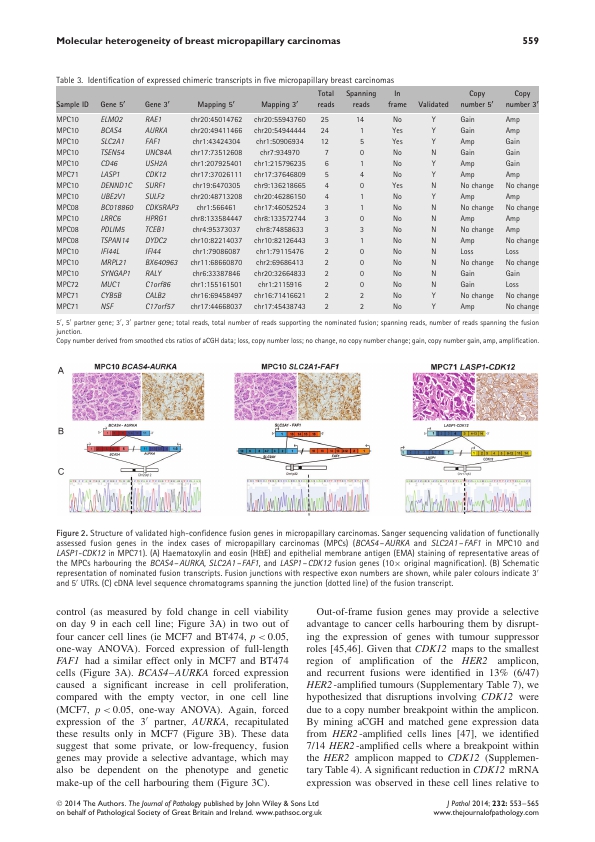 Molecular heterogeneity of breast micropapillary carcinomas 559
Table 3. Identification of expressed chimeric transcripts in five micropapillary breast carcinomas
Total Spanning In Copy Copy
Sample ID Gene 5′ Gene 3′ Mapping 5′ Mapping 3′ reads reads frame Validated number 5′ number 3′
MPC10 ELMO2 RAE1 chr20:45014762 chr20:55943760 25 14 No Y Gain Amp
MPC10 BCAS4 AURKA chr20:49411466 chr20:54944444 24 1 Yes Y Gain Amp
MPC10 SLC2A1 FAF1 chr1:43424304 chr1:50906934 12 5 Yes Y Amp Gain
MPC10 TSEN54 UNC84A chr17:73512608 chr7:934970 7 0 No N Gain Gain
MPC10 CD46 USH2A chr1:207925401 chr1:215796235 6 1 No Y Amp Gain
MPC71 LASP1 CDK12 chr17:37026111 chr17:37646809 5 4 No Y Amp Amp
MPC10 DENND1C SURF1 chr19:6470305 chr9:136218665 4 0 Yes N No change No change
MPC10 UBE2V1 SULF2 chr20:48713208 chr20:46286150 4 1 No Y Amp Amp
MPC08 BC018860 CDK5RAP3 chr1:566461 chr17:46052524 3 1 No N No change No change
MPC10 LRRC6 HPRG1 chr8:133584447 chr8:133572744 3 0 No N Amp Amp
MPC08 PDLIM5 TCEB1 chr4:95373037 chr8:74858633 3 3 No N No change No change
MPC08 TSPAN14 DYDC2 chr10:82214037 chr10:82126443 3 1 No N Amp No change
MPC10 IFI44L IFI44 chr1:79086087 chr1:79115476 2 0 No N Loss Loss
MPC10 MRPL21 BX640963 chr11:68660870 chr2:69686413 2 0 No N No change No change
MPC10 SYNGAP1 RALY chr6:33387846 chr20:32664833 2 0 No N Gain Gain
MPC72 MUC1 C1orf86 chr1:155161501 chr1:2115916 2 0 No N Gain Loss
MPC71 CYB5B CALB2 chr16:69458497 chr16:71416621 2 2 No Y No change No change
MPC71 NSF C17orf57 chr17:44668037 chr17:45438743 2 2 No Y Amp No change
5′, 5′ partner gene; 3′, 3′ partner gene; total reads, total number of reads supporting the nominated fusion; spanning reads, number of reads spanning the fusion
junction.
Copy number derived from smoothed cbs ratios of aCGH data; loss, copy number loss; no change, no copy number change; gain, copy number gain, amp, amplification.
MPC10 BCAS4-AURKA MPC10 SLC2A1-FAF1 MPC71 LASP1-CDK12
A
B
BCAS4 - AURKA SLC2A1 - FAF1 LASP1-CDK12
C
Figure 2. Structure of validated high-confidence fusion genes in micropapillary carcinomas. Sanger sequencing validation of functionally
assessed fusion genes in the index cases of micropapillary carcinomas (MPCs) (BCAS4–AURKA and SLC2A1–FAF1 in MPC10 and
LASP1-CDK12 in MPC71). (A) Haematoxylin and eosin (H&E) and epithelial membrane antigen (EMA) staining of representative areas of
the MPCs harbouring the BCAS4–AURKA, SLC2A1–FAF1, and LASP1–CDK12 fusion genes (10× original magnification). (B) Schematic
representation of nominated fusion transcripts. Fusion junctions with respective exon numbers are shown, while paler colours indicate 3′
and 5′ UTRs. (C) cDNA level sequence chromatograms spanning the junction (dotted line) of the fusion transcript.
control (as measured by fold change in cell viability
on day 9 in each cell line; Figure 3A) in two out of
four cancer cell lines (ie MCF7 and BT474, p < 0.05,
one-way ANOVA). Forced expression of full-length
FAF1 had a similar effect only in MCF7 and BT474
cells (Figure 3A). BCAS4–AURKA forced expression
caused a significant increase in cell proliferation,
compared with the empty vector, in one cell line
(MCF7, p < 0.05, one-way ANOVA). Again, forced
expression of the 3′ partner, AURKA, recapitulated
these results only in MCF7 (Figure 3B). These data
suggest that some private, or low-frequency, fusion
genes may provide a selective advantage, which may
also be dependent on the phenotype and genetic
make-up of the cell harbouring them (Figure 3C).
Out-of-frame fusion genes may provide a selective
advantage to cancer cells harbouring them by disrupt-
ing the expression of genes with tumour suppressor
roles [45,46]. Given that CDK12 maps to the smallest
region of amplification of the HER2 amplicon,
and recurrent fusions were identified in 13% (6/47)
HER2-amplified tumours (Supplementary Table 7), we
hypothesized that disruptions involving CDK12 were
due to a copy number breakpoint within the amplicon.
By mining aCGH and matched gene expression data
from HER2-amplified cells lines [47], we identified
7/14 HER2-amplified cells where a breakpoint within
the HER2 amplicon mapped to CDK12 (Supplemen-
tary Table 4). A significant reduction in CDK12 mRNA
expression was observed in these cell lines relative to
© 2014 The Authors. The Journal of Pathology published by John Wiley & Sons Ltd J Pathol 2014; 232: 553–565
on behalf of Pathological Society of Great Britain and Ireland. www.pathsoc.org.uk www.thejournalofpathology.com